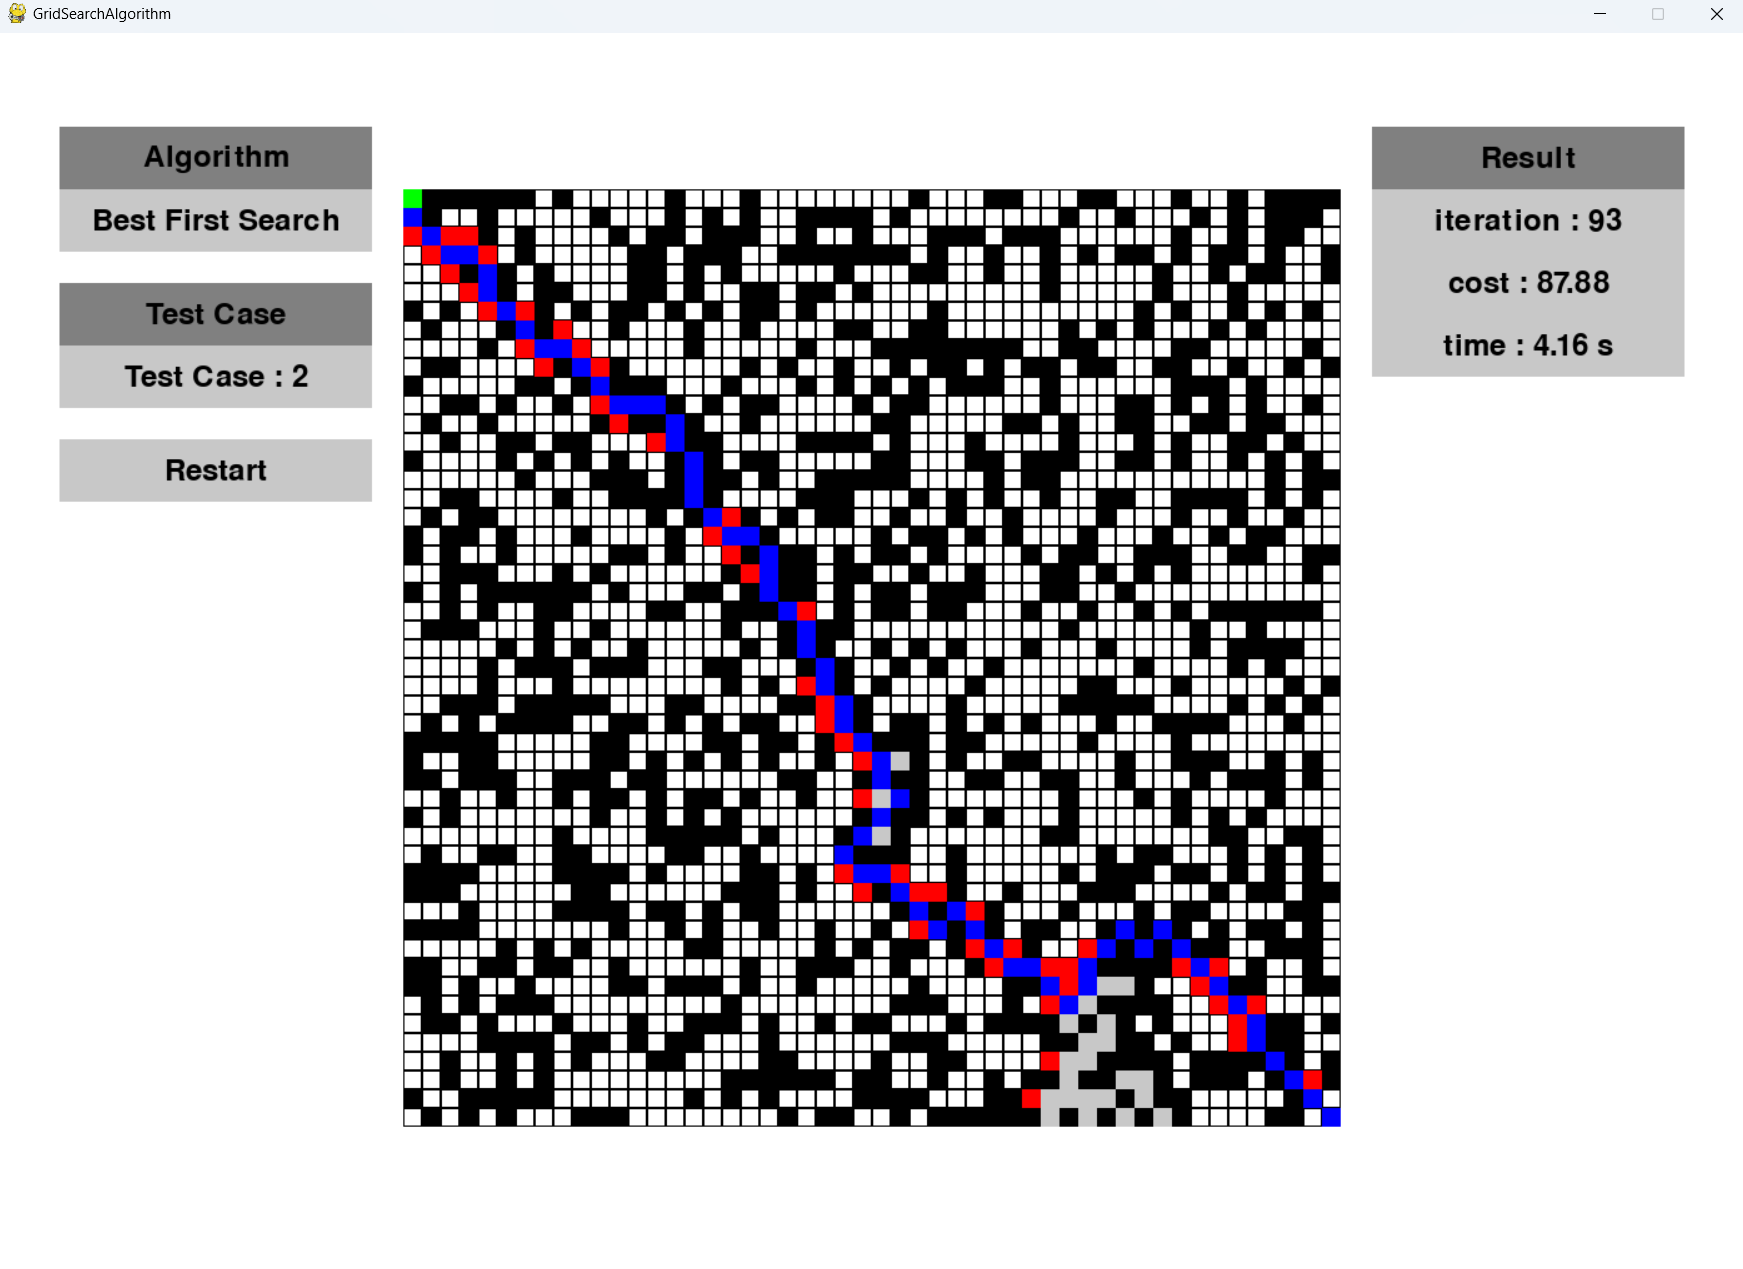 GridSearchAlgorithm
Algorithm
Best First Search
Test Case
Test Case : 2
Restart
Result
iteration : 93
cost : 87.88
time : 4.16 s